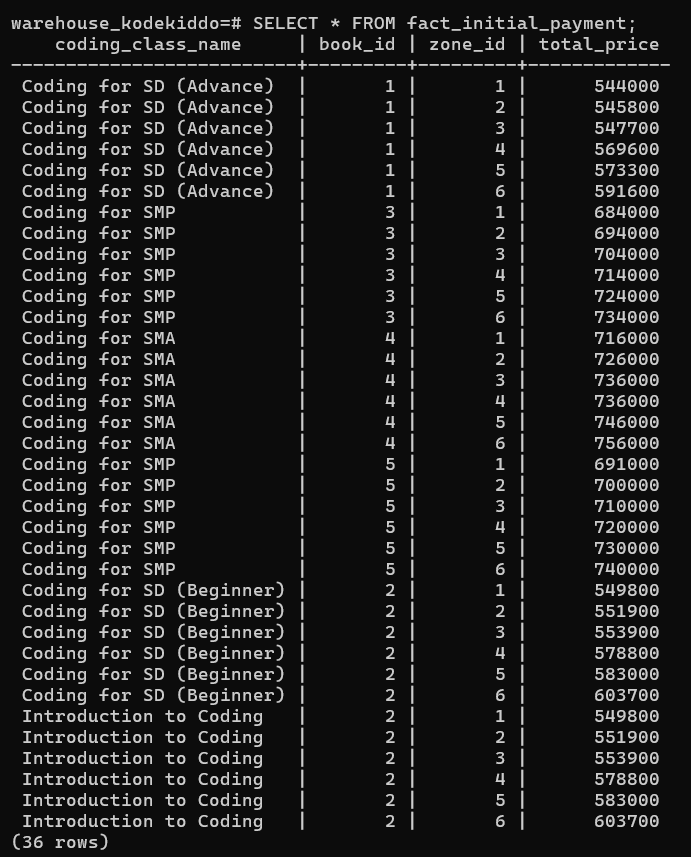 warehouse_kodekiddo=# SELECT * FROM fact_initial_payment;
    coding_class_name     | book_id | zone_id | total_price
--------------------------+---------+---------+-------------
 Coding for SD (Advance)  |       1 |       1 |      544000
 Coding for SD (Advance)  |       1 |       2 |      545800
 Coding for SD (Advance)  |       1 |       3 |      547700
 Coding for SD (Advance)  |       1 |       4 |      569600
 Coding for SD (Advance)  |       1 |       5 |      573300
 Coding for SD (Advance)  |       1 |       6 |      591600
 Coding for SMP           |       3 |       1 |      684000
 Coding for SMP           |       3 |       2 |      694000
 Coding for SMP           |       3 |       3 |      704000
 Coding for SMP           |       3 |       4 |      714000
 Coding for SMP           |       3 |       5 |      724000
 Coding for SMP           |       3 |       6 |      734000
 Coding for SMA           |       4 |       1 |      716000
 Coding for SMA           |       4 |       2 |      726000
 Coding for SMA           |       4 |       3 |      736000
 Coding for SMA           |       4 |       4 |      736000
 Coding for SMA           |       4 |       5 |      746000
 Coding for SMA           |       4 |       6 |      756000
 Coding for SMP           |       5 |       1 |      691000
 Coding for SMP           |       5 |       2 |      700000
 Coding for SMP           |       5 |       3 |      710000
 Coding for SMP           |       5 |       4 |      720000
 Coding for SMP           |       5 |       5 |      730000
 Coding for SMP           |       5 |       6 |      740000
 Coding for SD (Beginner) |       2 |       1 |      549800
 Coding for SD (Beginner) |       2 |       2 |      551900
 Coding for SD (Beginner) |       2 |       3 |      553900
 Coding for SD (Beginner) |       2 |       4 |      578800
 Coding for SD (Beginner) |       2 |       5 |      583000
 Coding for SD (Beginner) |       2 |       6 |      603700
 Introduction to Coding   |       2 |       1 |      549800
 Introduction to Coding   |       2 |       2 |      551900
 Introduction to Coding   |       2 |       3 |      553900
 Introduction to Coding   |       2 |       4 |      578800
 Introduction to Coding   |       2 |       5 |      583000
 Introduction to Coding   |       2 |       6 |      603700
(36 rows)